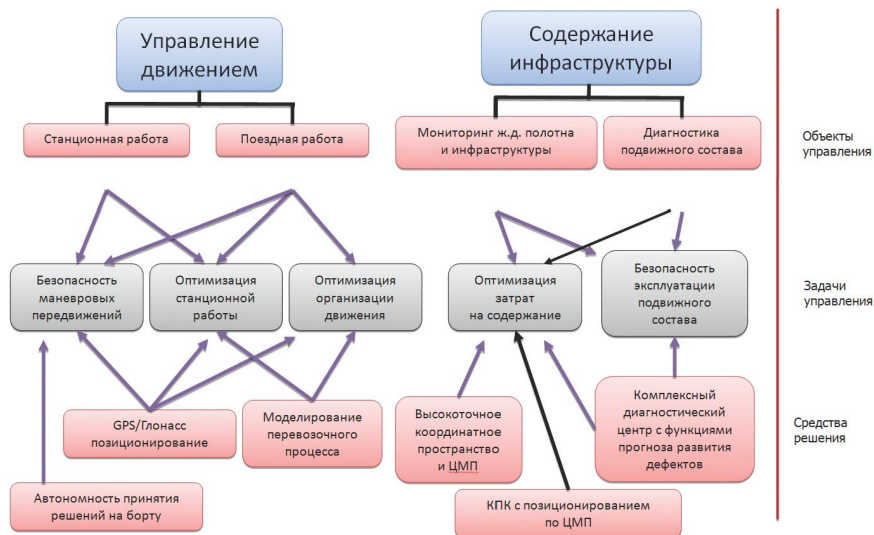 Управление
движением
Содержание
инфраструктуры
Станционная работа
Поездная работа
Мониторинг ж.д. полотна
и инфраструктуры
Диагностика
подвижного состава
Объекты
управления
Безопасность
маневровых
передвижений
Оптимизация
станционной
работы
Оптимизация
организации
движения
Оптимизация
затрат
на содержание
Безопасность
эксплуатации
подвижного
состава
Задачи
управления
GPS/Глонасс
позиционирование
Моделирование
перевозочного
процесса
Высокоточное
координатное
пространство
и ЦМП
Комплексный
диагностический
центр с функциями
прогноза развития
дефектов
Средства
решения
Автономность принятия
решений на борту
КПК с позиционированием
по ЦМП